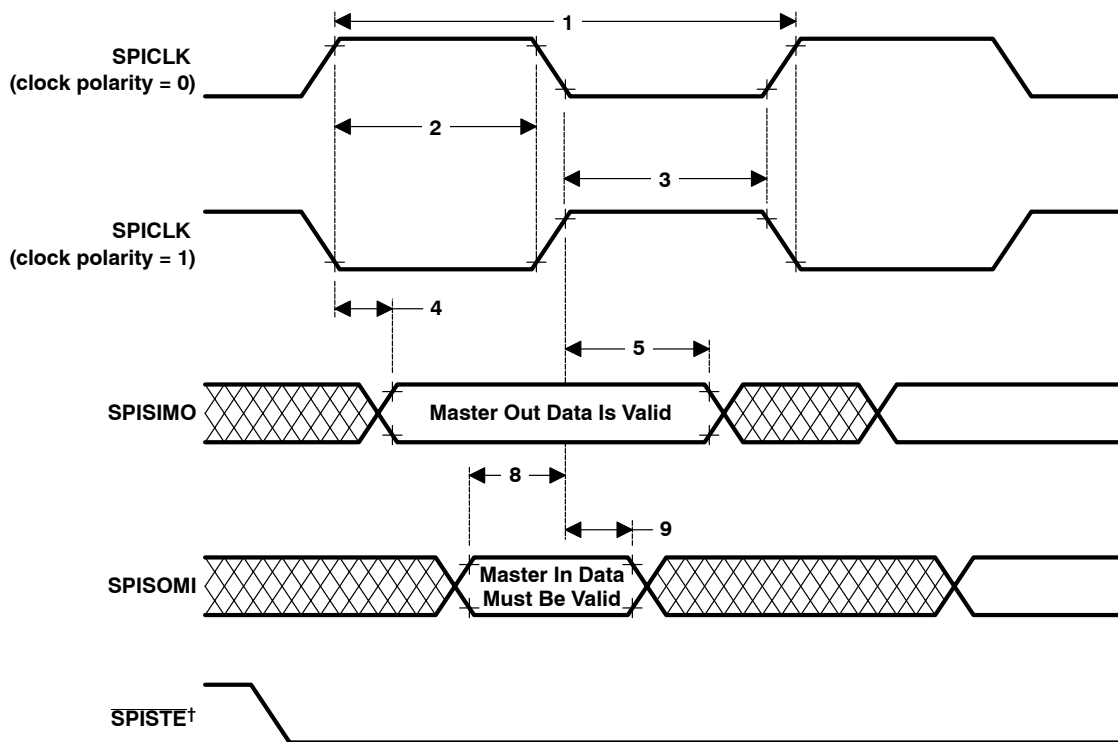 1
SPICLK
(clock polarity = 0)
2
3
SPICLK
(clock polarity = 1)
4
5
SPISIMO
Master Out Data Is Valid
8
9
SPISOMI
Master In Data
Must Be Valid
SPISTE†